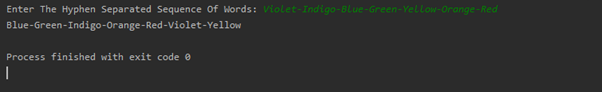 Enter The Hyphen Separated Sequence Of Words: Violet-Indigo-Blue-Green-Yellow-Orange-Red
Blue-Green-Indigo-Orange-Red-Violet-Yellow
Process finished with exit code 0